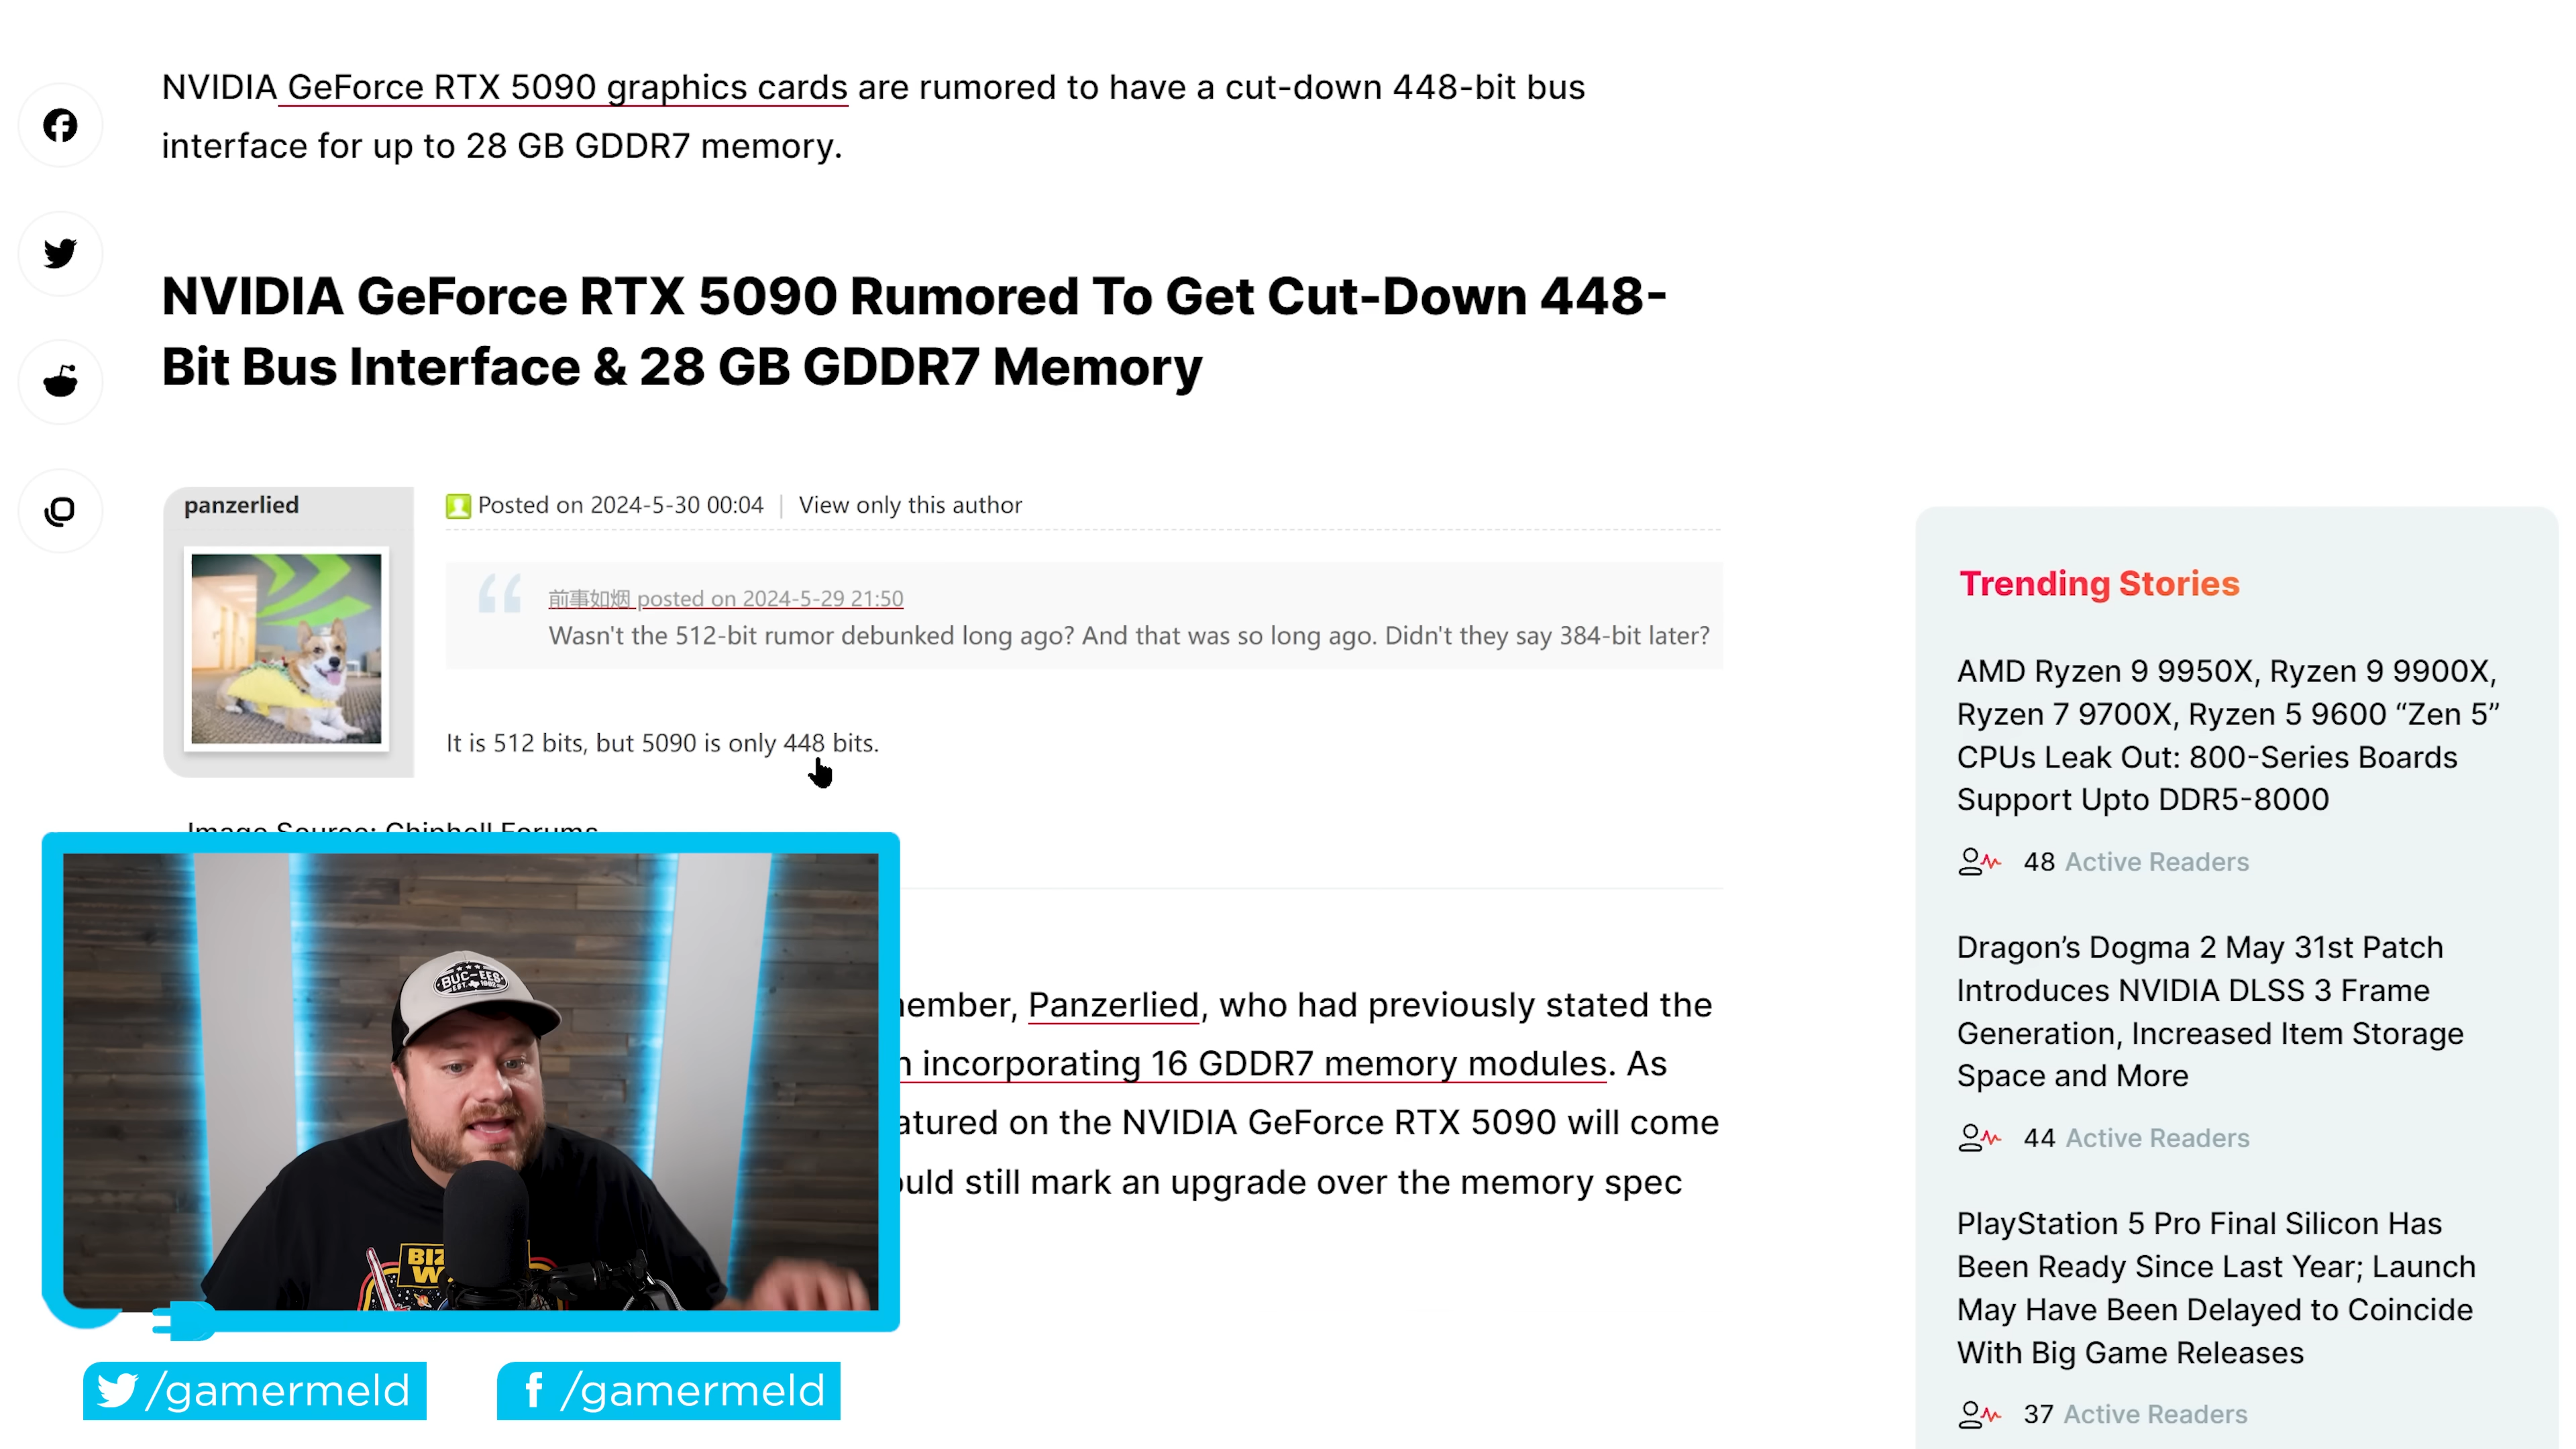 NVIDIA GeForce RTX 5090 graphics cards are rumored to have a cut-down 448-bit bus
interface for up to 28 GB GDDR7 memory.
NVIDIA GeForce RTX 5090 Rumored To Get Cut-Down 448-
Bit Bus Interface & 28 GB GDDR7 Memory
panzerlied
Posted on 2024-5-30 00:04 | View only this author
前事如烟 posted on 2024-5-29 21:50
Wasn't the 512-bit rumor debunked long ago? And that was so long ago. Didn't they say 384-bit later?
It is 512 bits, but 5090 is only 448 bits.
Image Source: Chiphell Forums
member, Panzerlied, who had previously stated the
incorporating 16 GDDR7 memory modules. As
on the NVIDIA GeForce RTX 5090 will come
still mark an upgrade over the memory spec
BUC-EE'S
/gamermeld
/gamermeld
Trending Stories
AMD Ryzen 9 9950X, Ryzen 9 9900X,
Ryzen 7 9700X, Ryzen 5 9600 “Zen 5”
CPUs Leak Out: 800-Series Boards
Support Upto DDR5-8000
48 Active Readers
Dragon’s Dogma 2 May 31st Patch
Introduces NVIDIA DLSS 3 Frame
Generation, Increased Item Storage
Space and More
44 Active Readers
PlayStation 5 Pro Final Silicon Has
Been Ready Since Last Year; Launch
May Have Been Delayed to Coincide
With Big Game Releases
37 Active Readers